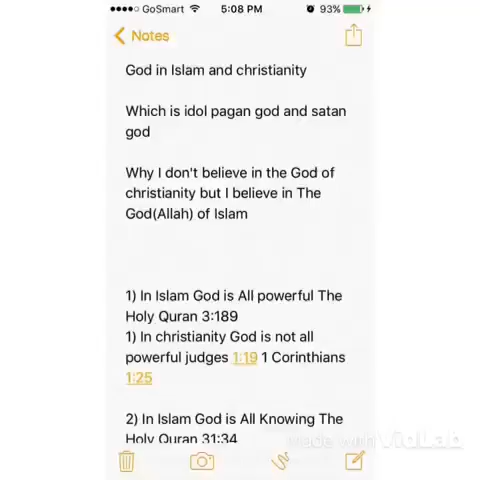 GoSmart 5:08 PM 93%
Notes
God in Islam and christianity
Which is idol pagan god and satan
god
Why I don't believe in the God of
christianity but I believe in The
God(Allah) of Islam
1) In Islam God is All powerful The
Holy Quran 3:189
1) In christianity God is not all
powerful judges 1:19 1 Corinthians
1:25
2) In Islam God is All Knowing The
Holy Quran 31:34
Made with VidLab